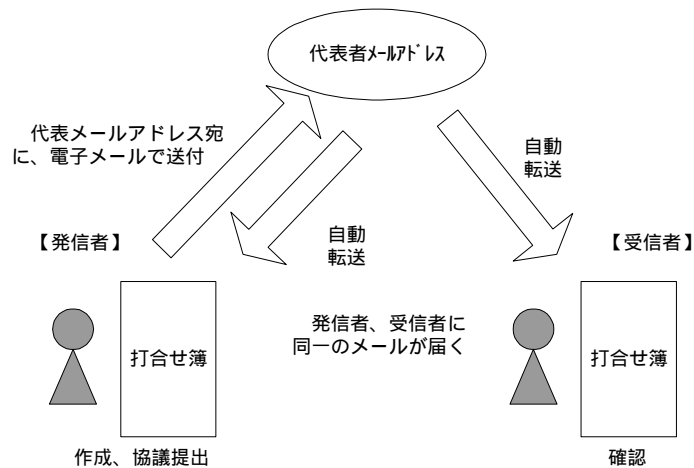 代表者ﾒｰﾙｱﾄﾞﾚｽ
代表メールアドレス宛
に、電子メールで送付
自動
転送
【発信者】
自動
転送
【受信者】
発信者、受信者に
同一のメールが届く
打合せ簿
打合せ簿
作成、協議提出
確認